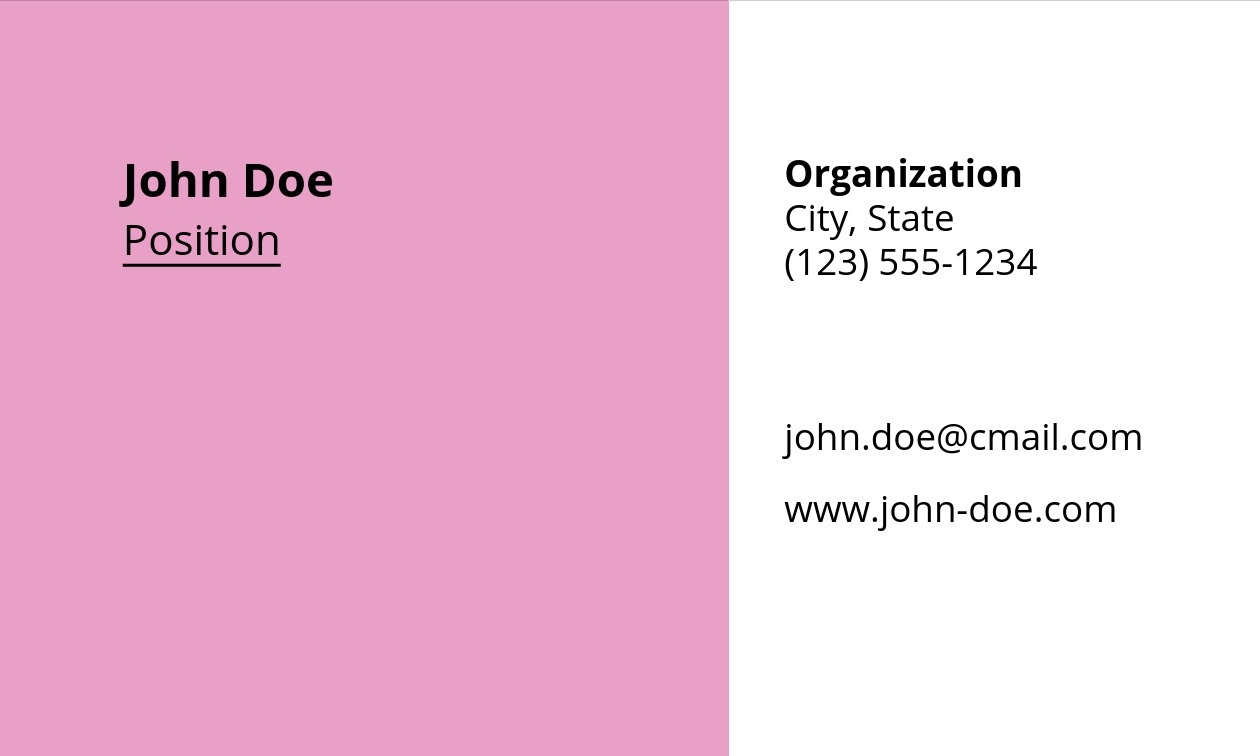 John Doe
Position
Organization
City, State
(123) 555-1234
john.doe@cmail.com
www.john-doe.com